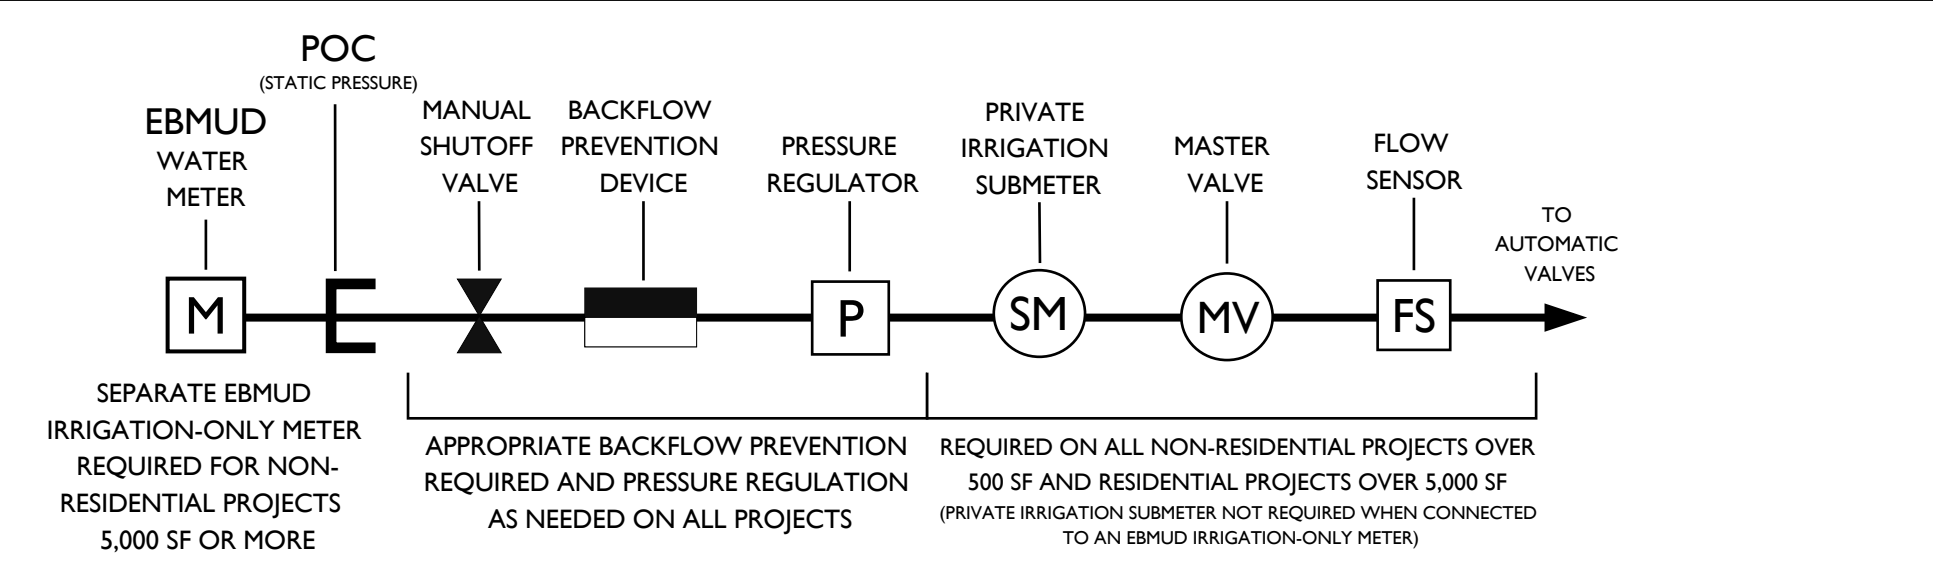 POC
(STATIC PRESSURE)
EBMUD
WATER
METER
MANUAL
SHUTOFF
VALVE
BACKFLOW
PREVENTION
DEVICE
PRESSURE
REGULATOR
PRIVATE
IRRIGATION
SUBMETER
MASTER
VALVE
FLOW
SENSOR
TO
AUTOMATIC
VALVES
M
P
SM
MV
FS
SEPARATE EBMUD
IRRIGATION-ONLY METER
REQUIRED FOR NON-
RESIDENTIAL PROJECTS
5,000 SF OR MORE
APPROPRIATE BACKFLOW PREVENTION
REQUIRED AND PRESSURE REGULATION
AS NEEDED ON ALL PROJECTS
REQUIRED ON ALL NON-RESIDENTIAL PROJECTS OVER
500 SF AND RESIDENTIAL PROJECTS OVER 5,000 SF
(PRIVATE IRRIGATION SUBMETER NOT REQUIRED WHEN CONNECTED
TO AN EBMUD IRRIGATION-ONLY METER)